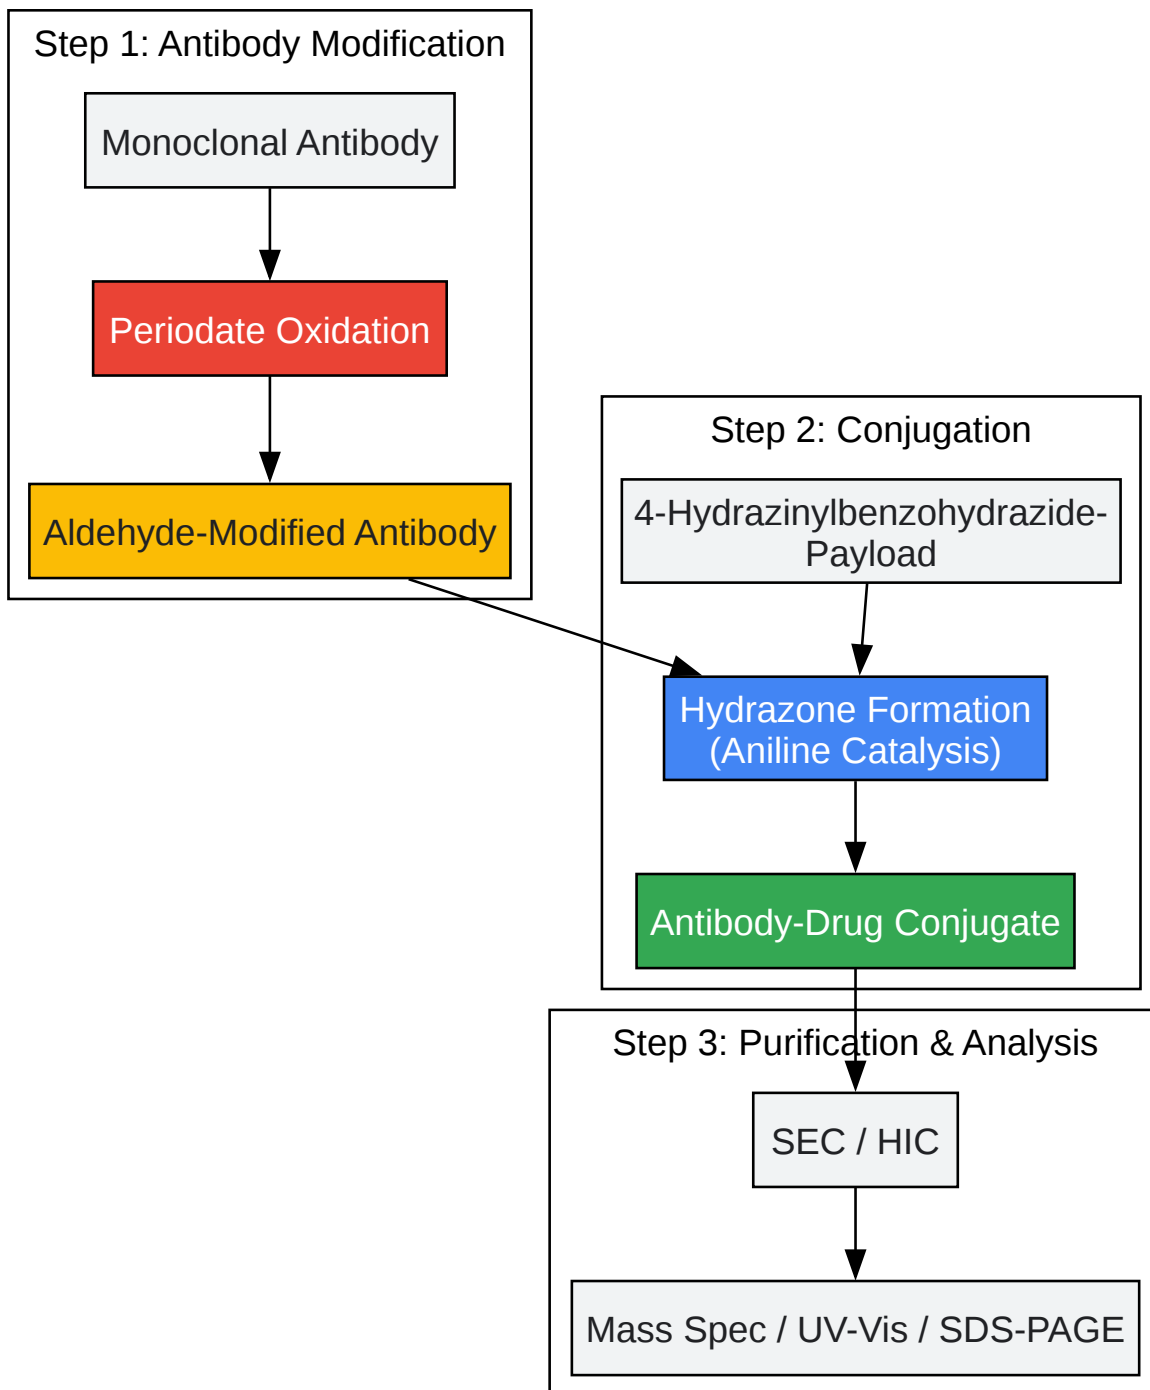 Step 1: Antibody Modification
Monoclonal Antibody
Periodate Oxidation
Aldehyde-Modified Antibody
Step 2: Conjugation
4-Hydrazinylbenzohydrazide-
Payload
Hydrazone Formation
(Aniline Catalysis)
Antibody-Drug Conjugate
Step 3: Purification & Analysis
SEC / HIC
Mass Spec / UV-Vis / SDS-PAGE